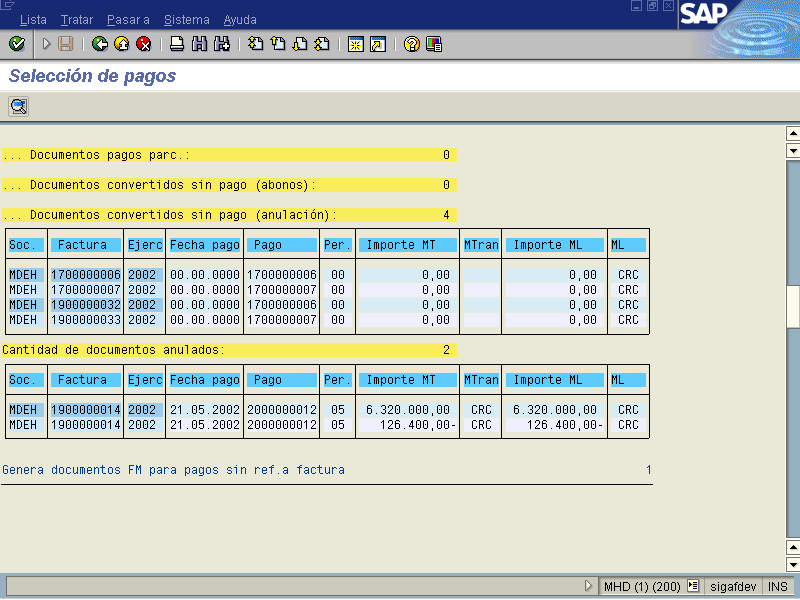 Lista Tratar Pasar a Sistema Ayuda
SAP
Selección de pagos
... Documentos pagos parc.: 0
... Documentos convertidos sin pago (abonos): 0
... Documentos convertidos sin pago (anulación): 4
Soc. Factura Ejerc Fecha pago Pago Per. Importe MT MTran Importe ML ML
MDEH 1700000006 2002 00.00.0000 1700000006 00 0,00 0,00 CRC
MDEH 1700000007 2002 00.00.0000 1700000007 00 0,00 0,00 CRC
MDEH 1900000032 2002 00.00.0000 1700000006 00 0,00 0,00 CRC
MDEH 1900000033 2002 00.00.0000 1700000007 00 0,00 0,00 CRC
Cantidad de documentos anulados: 2
Soc. Factura Ejerc Fecha pago Pago Per. Importe MT MTran Importe ML ML
MDEH 1900000014 2002 21.05.2002 2000000012 05 6.320.000,00 CRC 6.320.000,00 CRC
MDEH 1900000014 2002 21.05.2002 2000000012 05 126.400,00- CRC 126.400,00- CRC
Genera documentos FM para pagos sin ref.a factura 1
MHD (1) (200) sigafdev INS